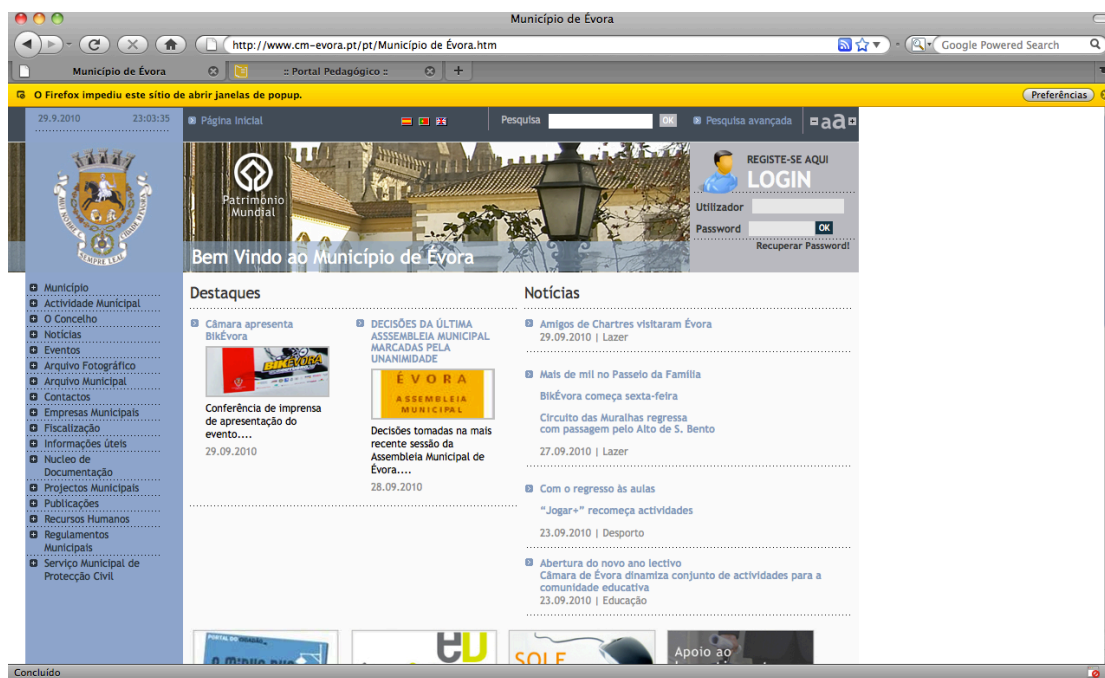 Município de Évora
http://www.cm-evora.pt/pt/Município de Évora.htm
Google Powered Search
Município de Évora
:: Portal Pedagógico ::
O Firefox impediu este sítio de abrir janelas de popup.
Preferências
29.9.2010 23:03:35
Página Inicial
Pesquisa
OK
Pesquisa avançada
aa
Património
Mundial
Bem Vindo ao Município de Évora
REGISTE-SE AQUI
LOGIN
Utilizador
Password
OK
Recuperar Password!
SEMPRE LEAL
Município
Actividade Municipal
O Concelho
Notícias
Eventos
Arquivo Fotográfico
Arquivo Municipal
Contactos
Empresas Municipais
Fiscalização
Informações úteis
Nucleo de
Documentação
Projectos Municipais
Publicações
Recursos Humanos
Regulamentos
Municipais
Serviço Municipal de
Protecção Civil
Destaques
Câmara apresenta
BikÉvora
BIKÉVORA
Conferência de imprensa
de apresentação do
evento....
29.09.2010
DECISÕES DA ÚLTIMA
ASSSEMBLEIA MUNICIPAL
MARCADAS PELA
UNANIMIDADE
ÉVORA
ASSEMBLEIA
MUNICIPAL
Decisões tomadas na mais
recente sessão da
Assembleia Municipal de
Évora....
28.09.2010
Notícias
Amigos de Chartres visitaram Évora
29.09.2010 | Lazer
Mais de mil no Passeio da Família
BikÉvora começa sexta-feira
Circuito das Muralhas regressa
com passagem pelo Alto de S. Bento
27.09.2010 | Lazer
Com o regresso às aulas
“Jogar+” recomeça actividades
23.09.2010 | Desporto
Abertura do novo ano lectivo
Câmara de Évora dinamiza conjunto de actividades para a
comunidade educativa
23.09.2010 | Educação
PORTAL DO CIDADÃO
Apoio ao
Concluído